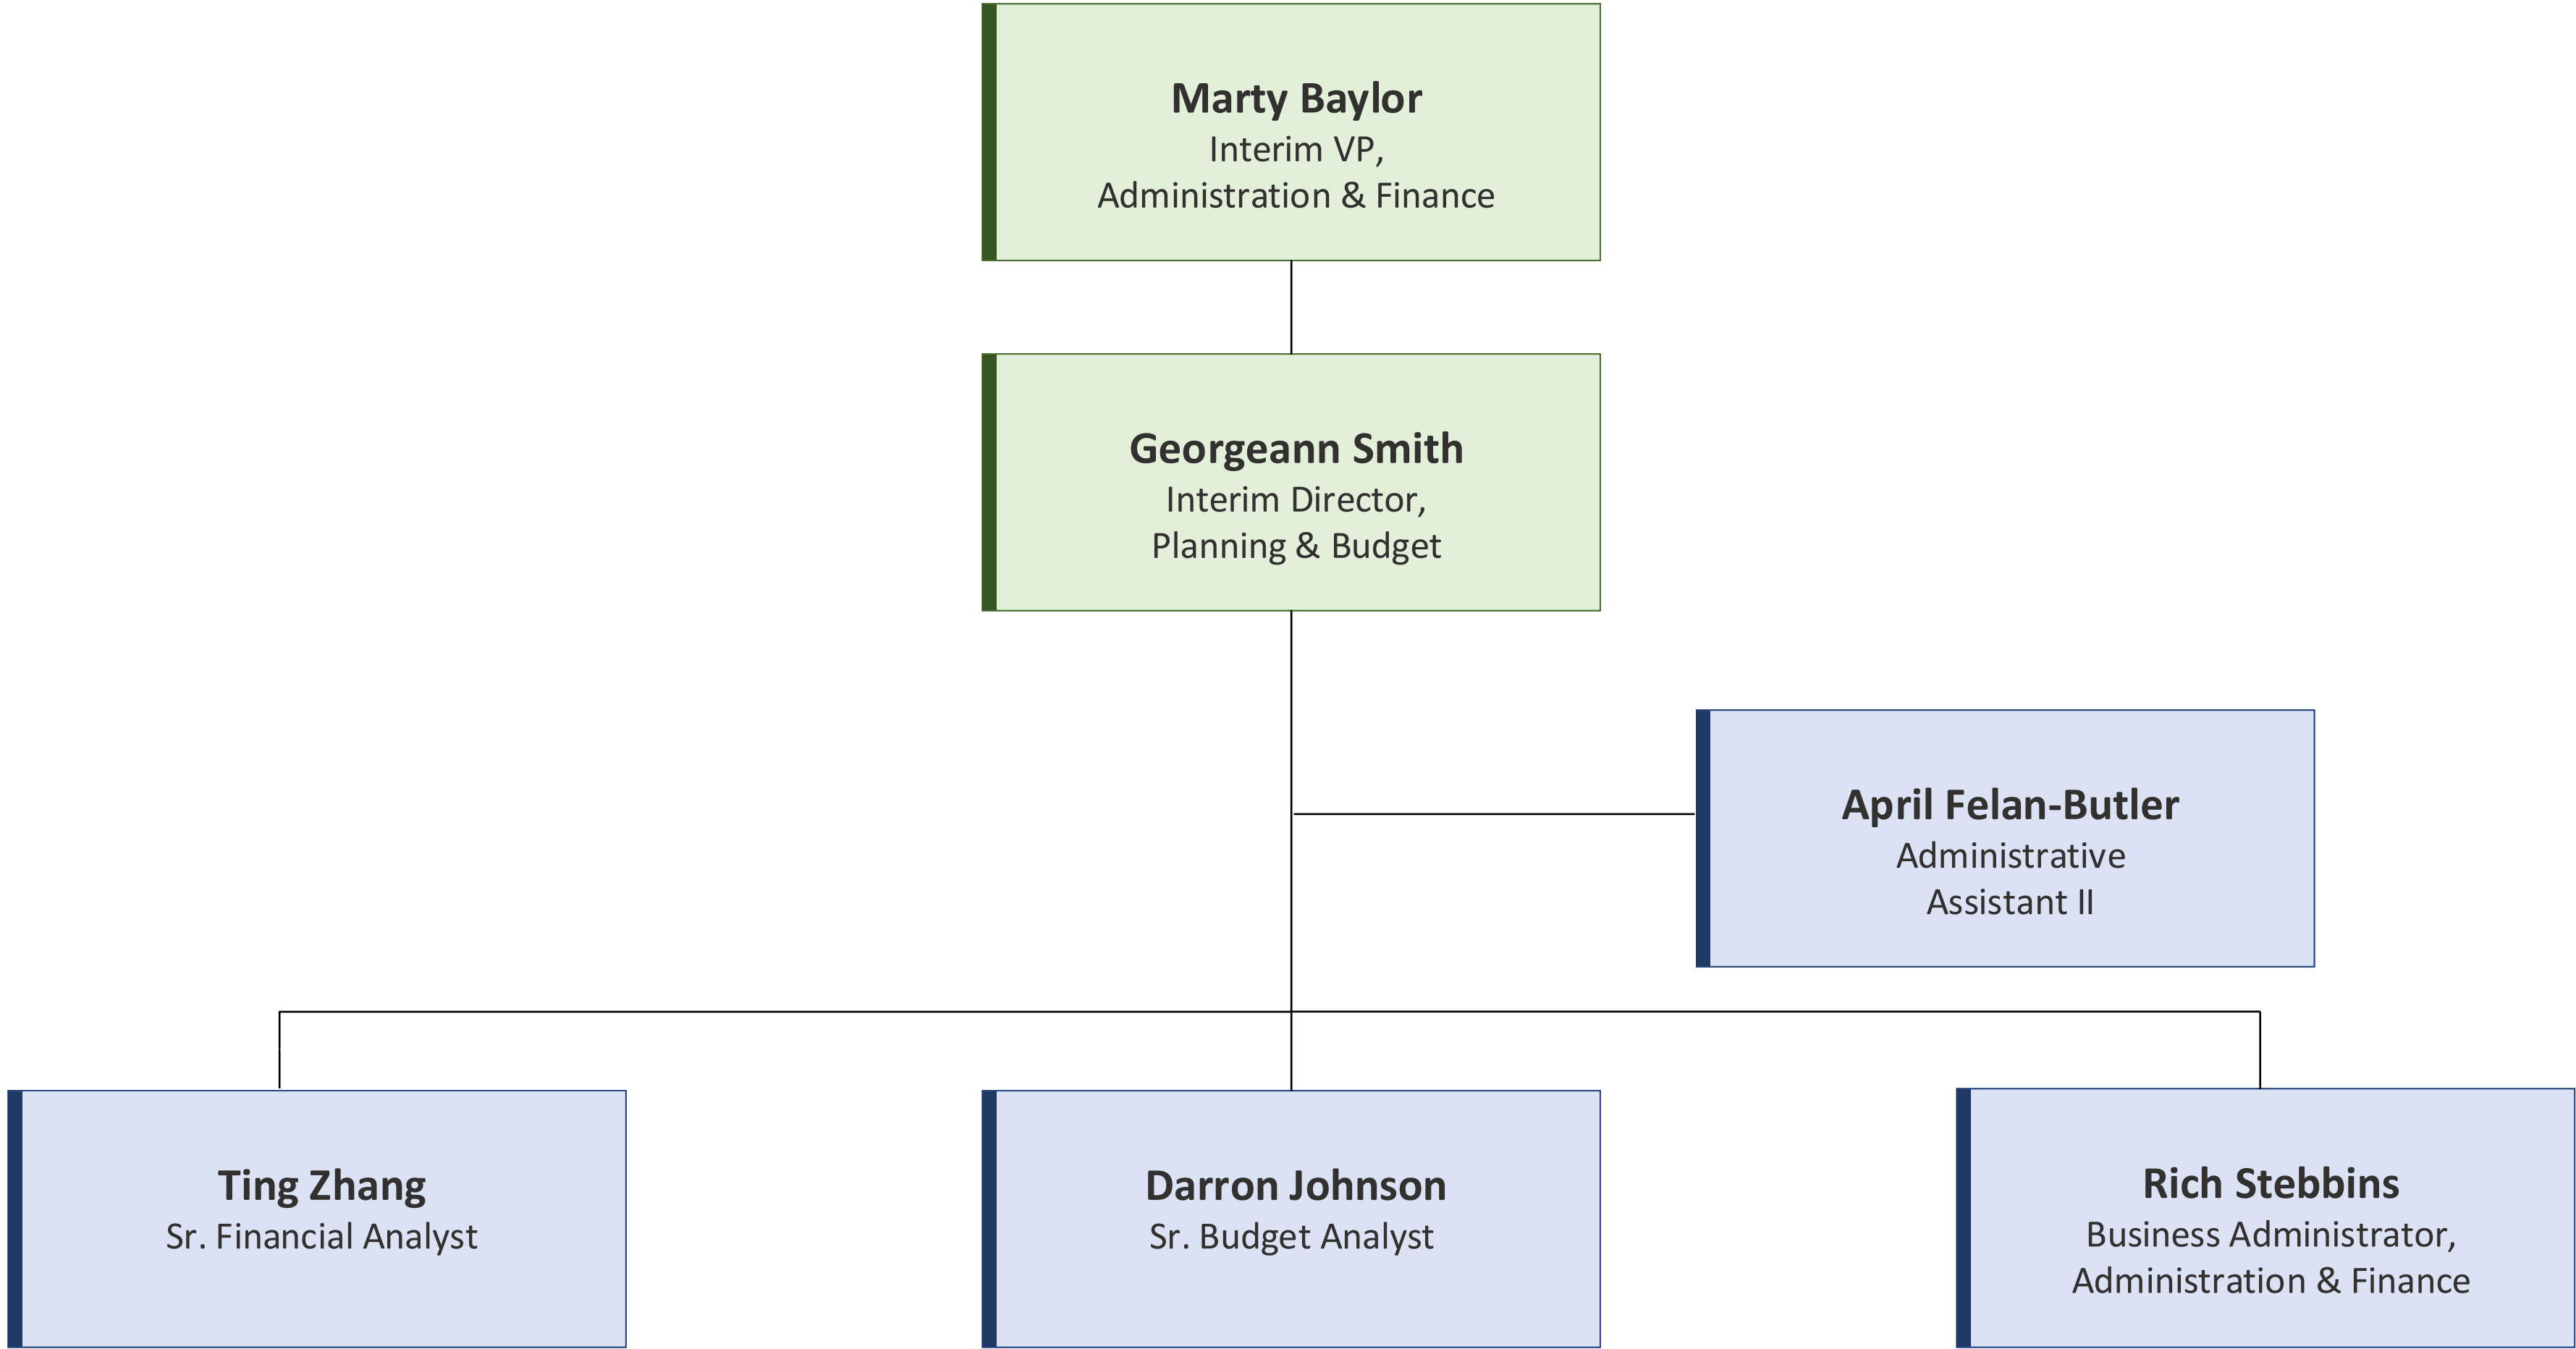 Marty Baylor
Interim VP,
Administration & Finance
Georgeann Smith
Interim Director,
Planning & Budget
April Felan-Butler
Administrative
Assistant II
Ting Zhang
Sr. Financial Analyst
Darron Johnson
Sr. Budget Analyst
Rich Stebbins
Business Administrator,
Administration & Finance